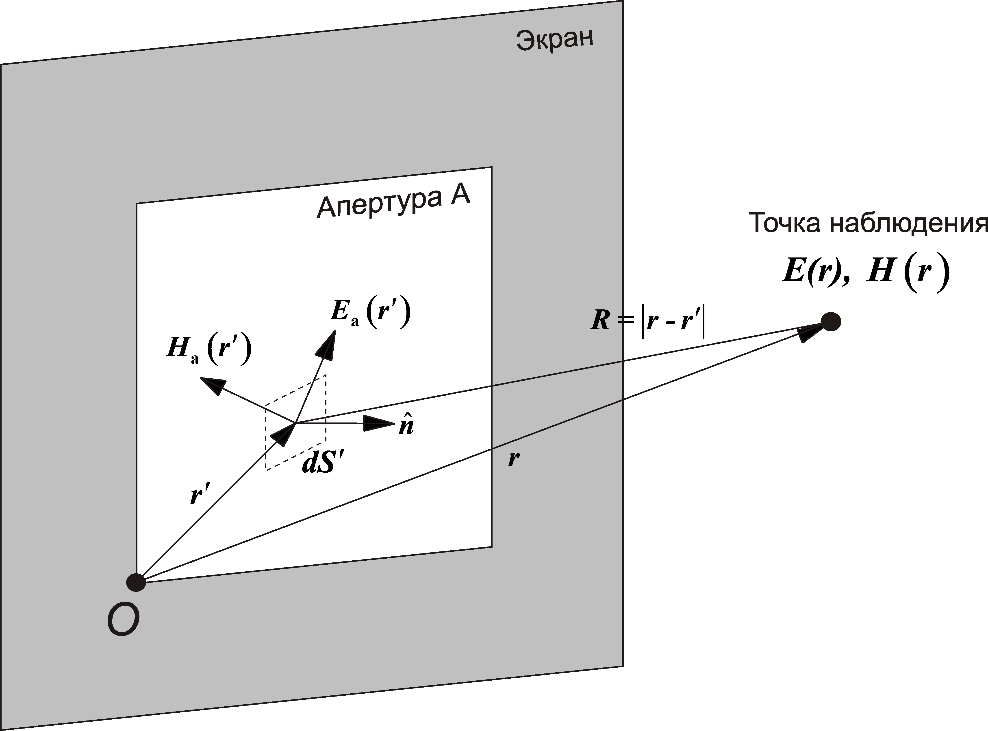 Экран
Апертура A
Точка наблюдения
E(r), H(r)
Eₐ(r′)
R = |r - r′|
Hₐ(r′)
n̂
dS′
r
r′
O